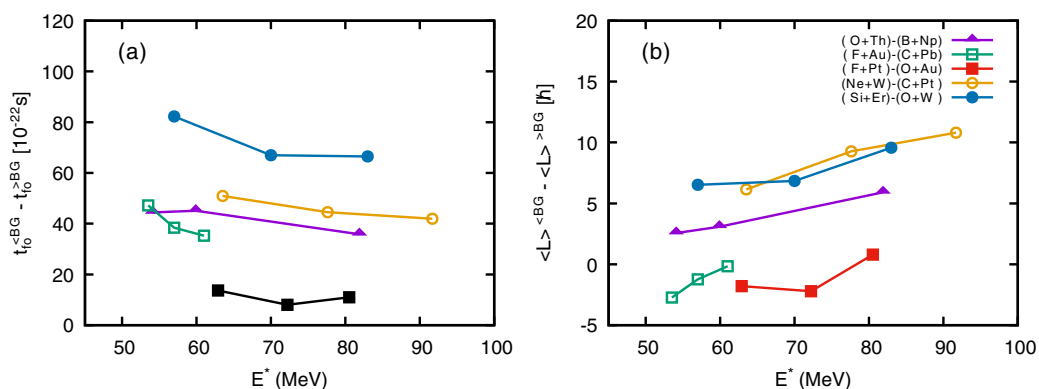 (a)
t_fo^<BG - t_fo^>BG [10^-22 s]
120
100
80
60
40
20
0
50 60 70 80 90 100
E^* (MeV)
(b)
<L>^<BG - <L>^>BG [ħ]
20
15
10
5
0
-5
( O+Th)-(B+Np)
( F+Au)-(C+Pb)
( F+Pt )-(O+Au)
(Ne+W)-(C+Pt )
( Si+Er)-(O+W )
50 60 70 80 90 100
E^* (MeV)